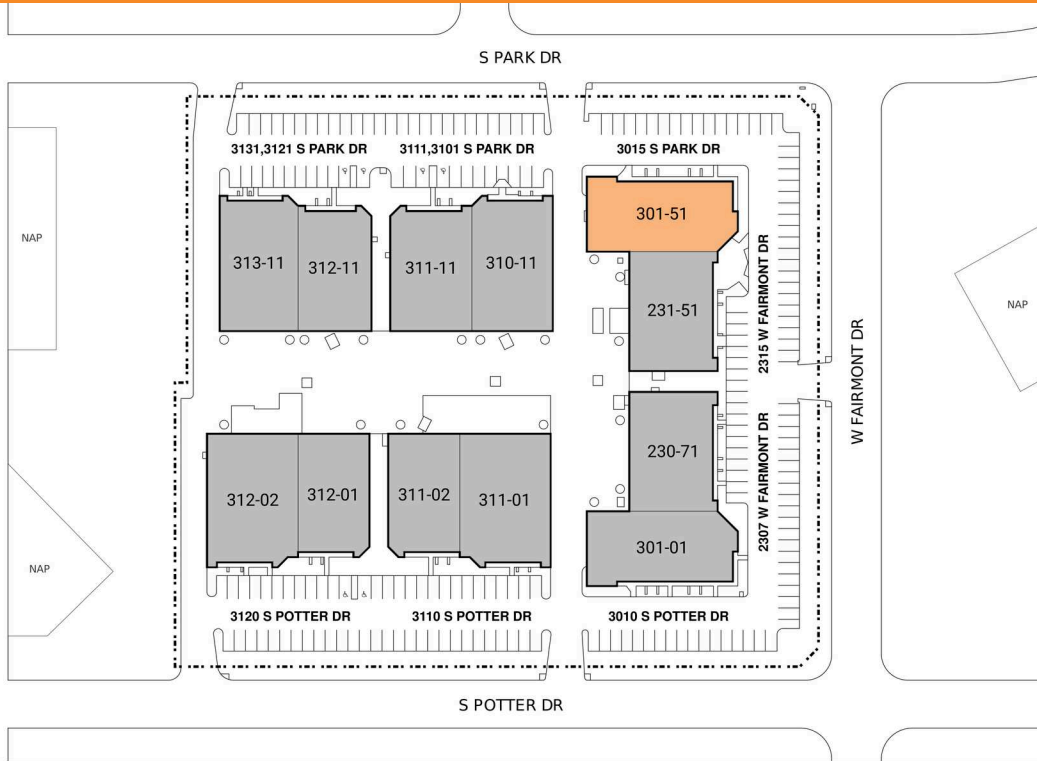 S PARK DR
3131,3121 S PARK DR
3111,3101 S PARK DR
3015 S PARK DR
NAP
313-11
312-11
311-11
310-11
301-51
231-51
2315 W FAIRMONT DR
NAP
W FAIRMONT DR
312-02
312-01
311-02
311-01
230-71
301-01
2307 W FAIRMONT DR
NAP
3120 S POTTER DR
3110 S POTTER DR
3010 S POTTER DR
S POTTER DR